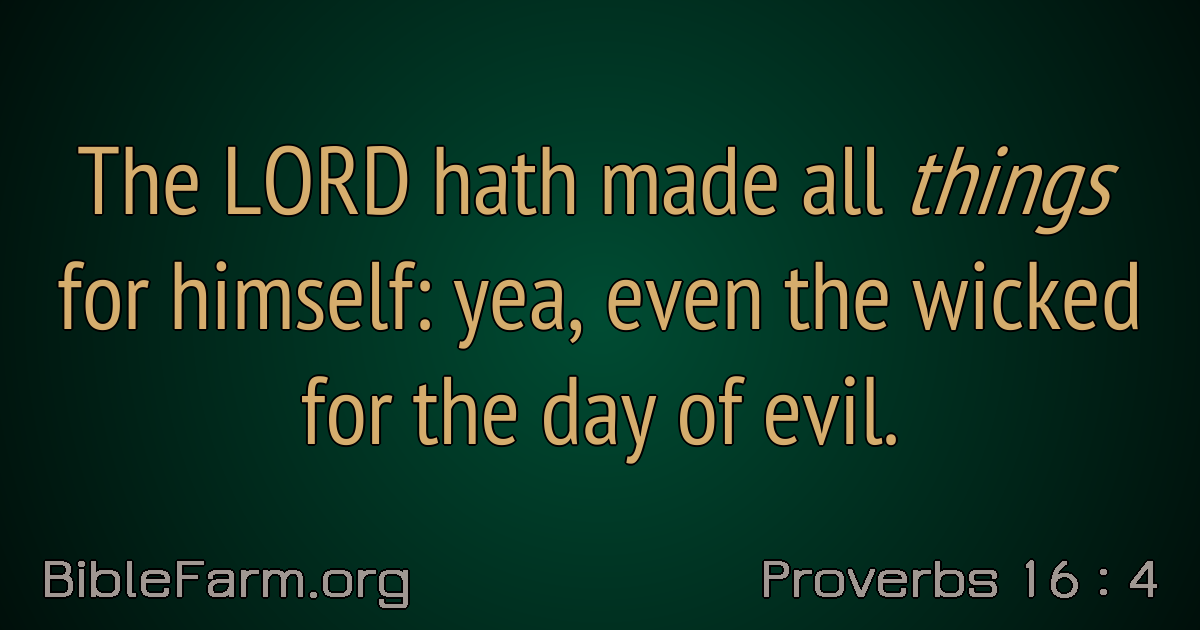 The LORD hath made all things
for himself: yea, even the wicked
for the day of evil.
BibleFarm.org
Proverbs 16 : 4